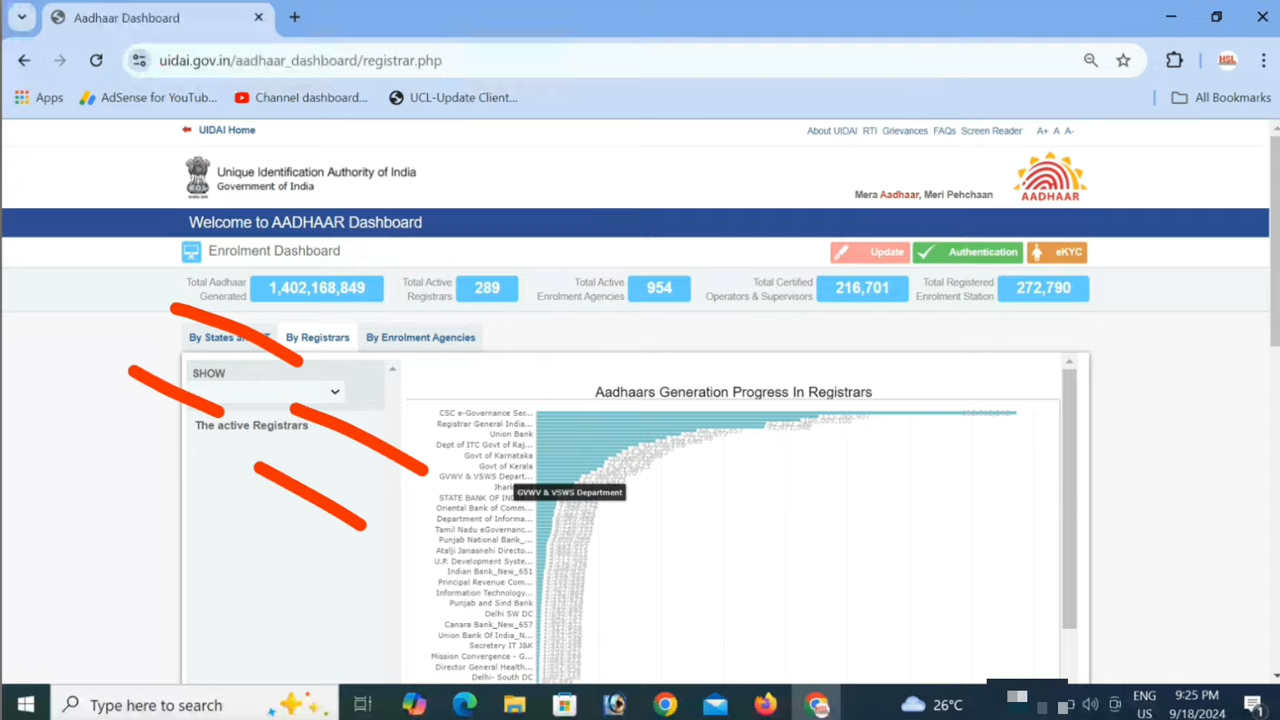 Aadhaar Dashboard
uidai.gov.in/aadhaar_dashboard/registrar.php
Apps
AdSense for YouTub...
Channel dashboard...
UCL-Update Client...
All Bookmarks
UIDAI Home
About UIDAI RTI Grievances FAQs Screen Reader A+ A A-
Unique Identification Authority of India
Government of India
Mera Aadhaar, Meri Pehchaan
AADHAAR
Welcome to AADHAAR Dashboard
Enrolment Dashboard
Update
Authentication
eKYC
Total Aadhaar
Generated
1,402,168,849
Total Active
Registrars
289
Total Active
Enrolment Agencies
954
Total Certified
Operators & Supervisors
216,701
Total Registered
Enrolment Station
272,790
By States
By Registrars
By Enrolment Agencies
SHOW
The active Registrars
Aadhaars Generation Progress In Registrars
CSC e-Governance Ser...
Registrar General India...
Union Bank
Dept of ITC Govt of Raj...
Govt of Karnataka
Govt of Kerala
GVWV & VSWS Depart...
GVWV & VSWS Department
STATE BANK OF
Oriental Bank of Comm...
Department of Informa...
Tamil Nadu eGovernanc...
Punjab National Bank_...
Atalji Janasnehi Directo...
U.P. Development Syste...
Indian Bank_New_651
Principal Revenue Com...
Information Technology...
Punjab and Sind Bank
Delhi SW DC
Canara Bank_New_657
Union Bank Of India_N...
Secretery IT J&K
Mission Convergence - G...
Director General Health...
Delhi- South DC
Type here to search
26°C
ENG
US
9:25 PM
9/18/2024
HSL